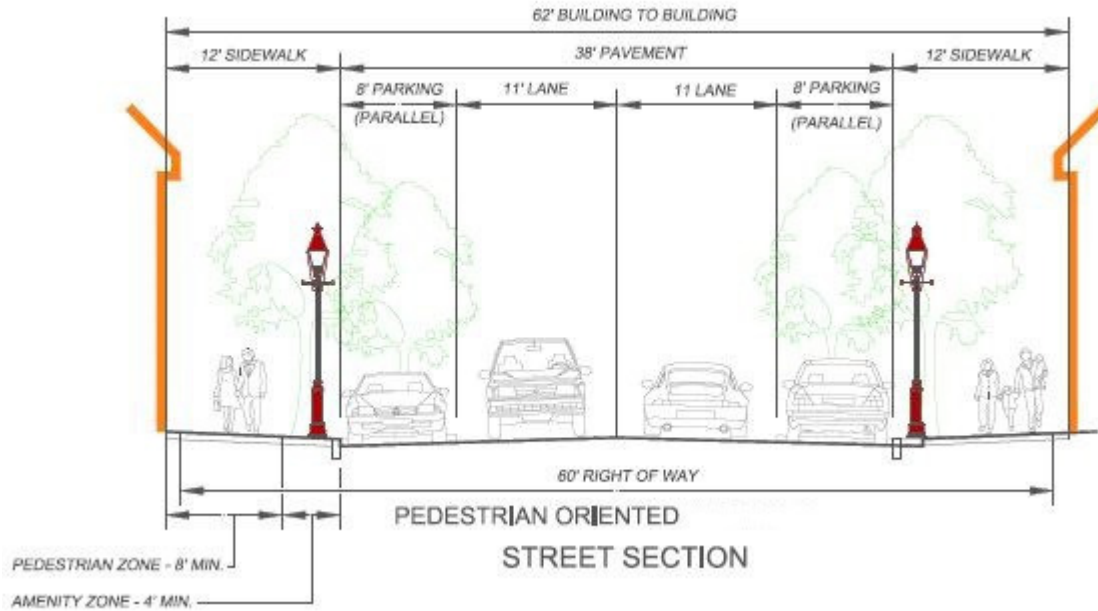 62' BUILDING TO BUILDING
12' SIDEWALK
38' PAVEMENT
12' SIDEWALK
8' PARKING
(PARALLEL)
11' LANE
11 LANE
8' PARKING
(PARALLEL)
60' RIGHT OF WAY
PEDESTRIAN ORIENTED
STREET SECTION
PEDESTRIAN ZONE - 8' MIN.
AMENITY ZONE - 4' MIN.